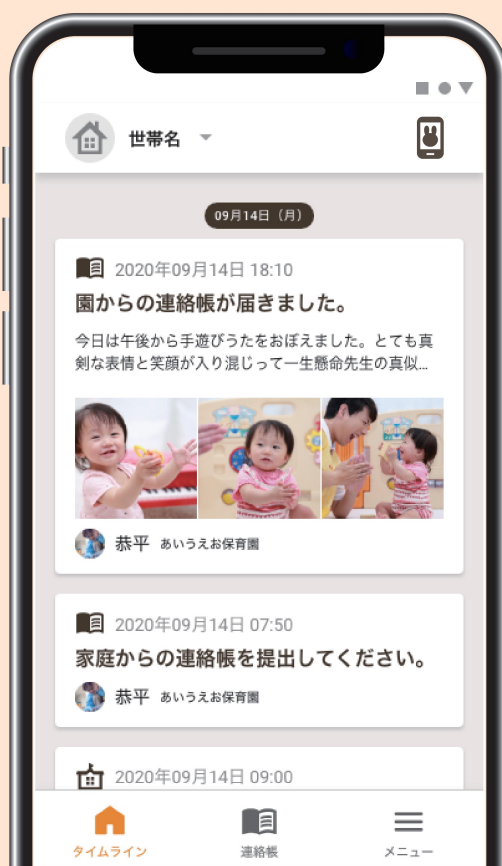 世帯名
09月14日（月）
2020年09月14日 18:10
園からの連絡帳が届きました。
今日は午後から手遊びうたをおぼえました。とても真
剣な表情と笑顔が入り混じって一生懸命先生の真似...
恭平 あいうえお保育園
2020年09月14日 07:50
家庭からの連絡帳を提出してください。
恭平 あいうえお保育園
2020年09月14日 09:00
タイムライン 連絡帳 メニュー